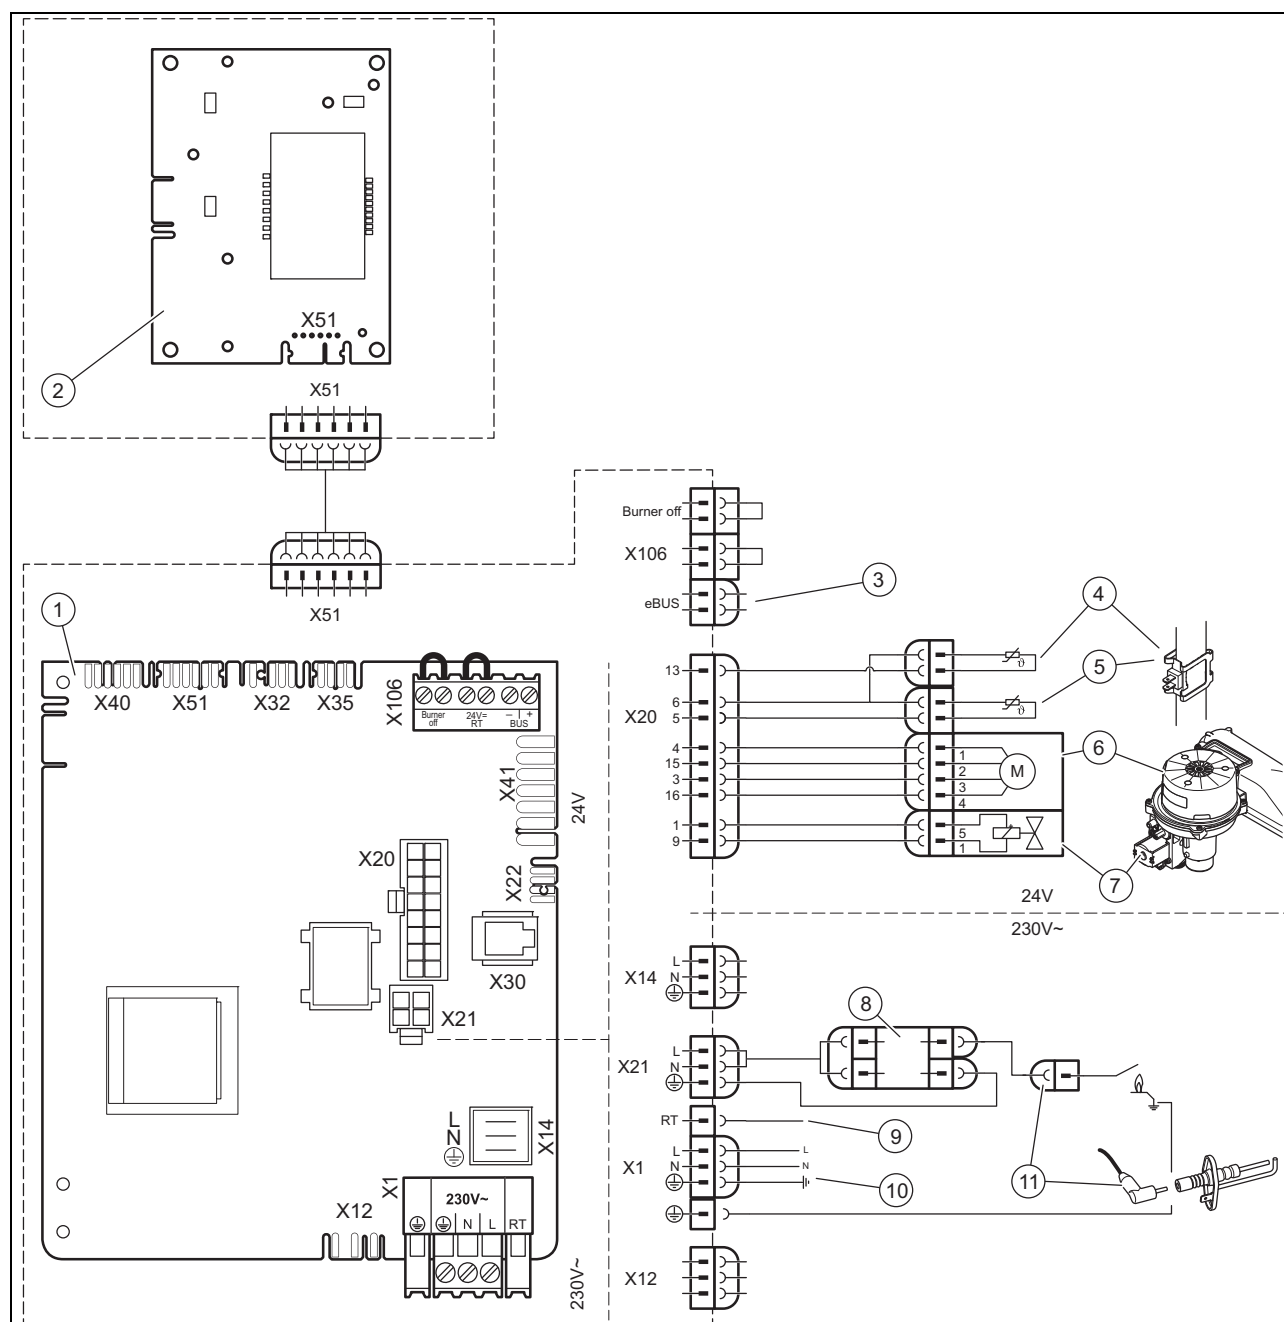 X51
2
X51
X51
Burner off
X106
eBUS
3
1
4
5
X40
X51
X32
X35
X106
Burner off
24V= RT
– | + BUS
X41
24V
X20
X22
X30
X21
L
N
X14
X1
230V~
N L RT
X12
230V~
X20
13
6
5
4
15
3
16
1
9
1
2
3
4
M
5
1
6
7
24V
230V~
X14
L
N
X21
L
N
8
RT
9
X1
L
N
L
N
10
11
X12
ϑ
ϑ